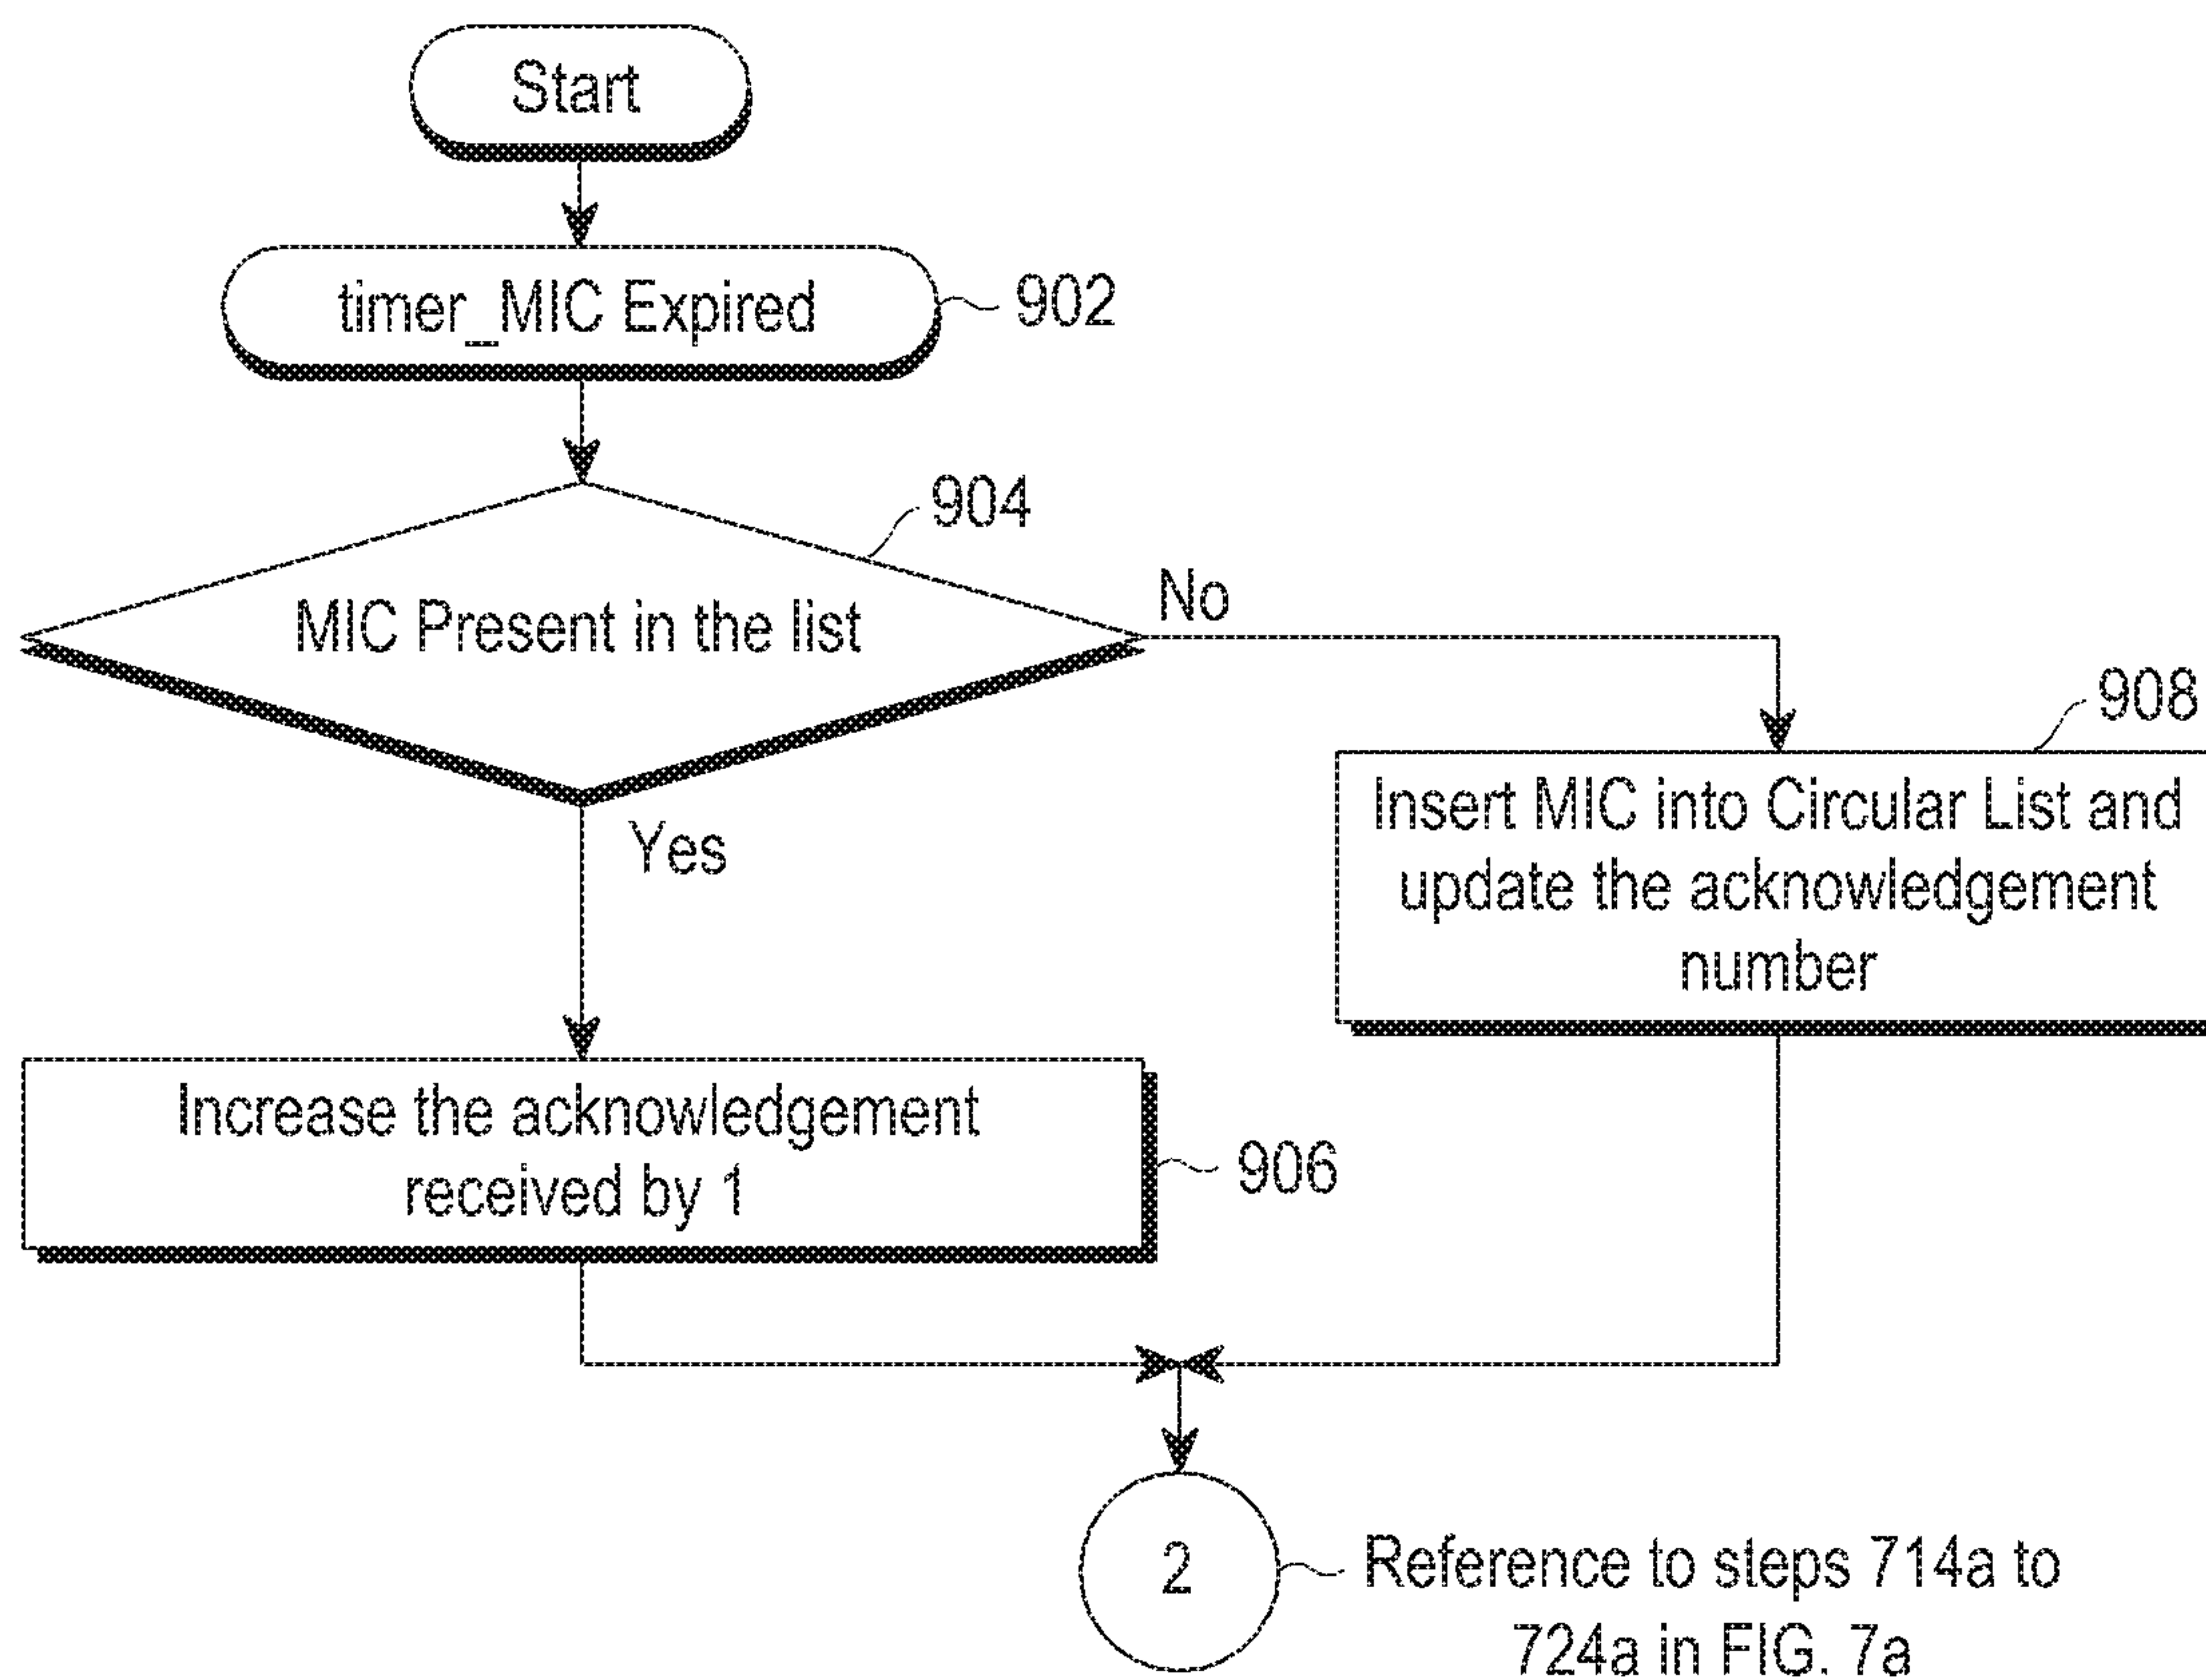 Start
timer_MIC Expired
902
904
MIC Present in the list
No
908
Insert MIC into Circular List and
update the acknowledgement
number
Yes
Increase the acknowledgement
received by 1
906
2
Reference to steps 714a to
724a in FIG. 7a